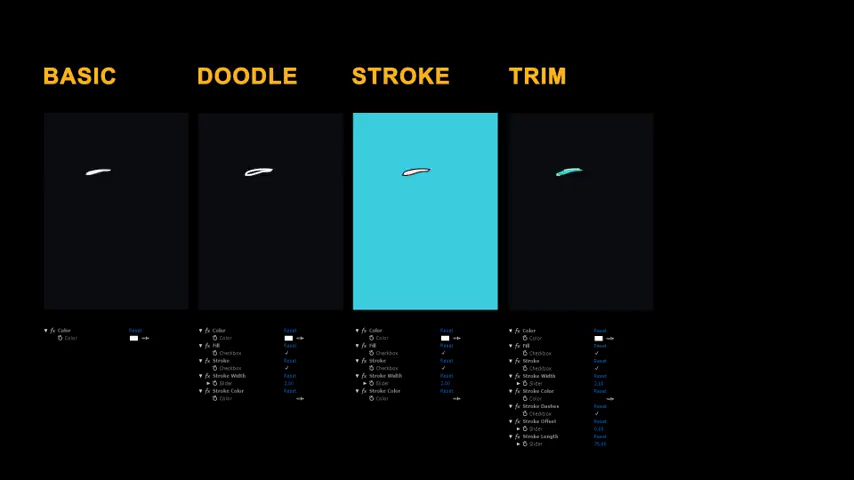 BASIC DOODLE STROKE TRIM
Color Reset
Color
Color Reset
Color
Fill Reset
Checkbox
Stroke Reset
Checkbox
Stroke Width Reset
Slider 2.00
Stroke Color Reset
Color
Color Reset
Color
Fill Reset
Checkbox
Stroke Reset
Checkbox
Stroke Width Reset
Slider 2.00
Stroke Color Reset
Color
Color Reset
Color
Fill Reset
Checkbox
Stroke Reset
Checkbox
Stroke Width Reset
Slider
Stroke Color Reset
Color
Stroke Dashes Reset
Checkbox
Stroke Offset Reset
Slider
Stroke Length Reset
Slider